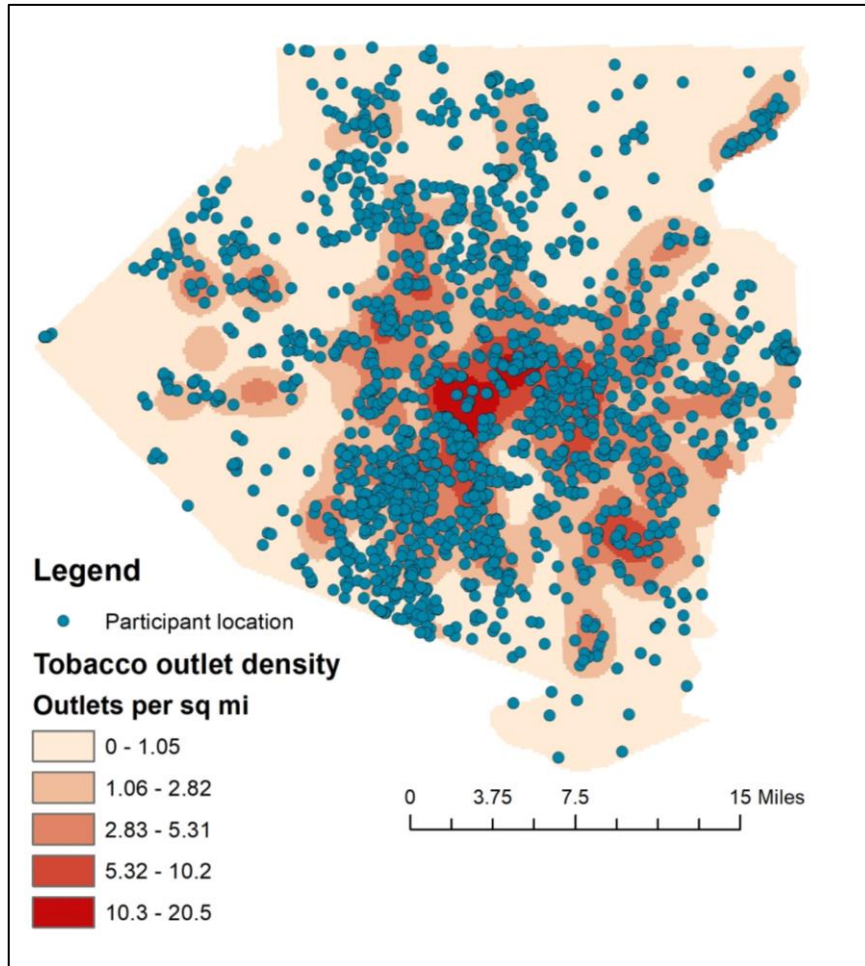 Legend
Participant location
Tobacco outlet density
Outlets per sq mi
0 - 1.05
1.06 - 2.82
2.83 - 5.31
5.32 - 10.2
10.3 - 20.5
0 3.75 7.5 15 Miles